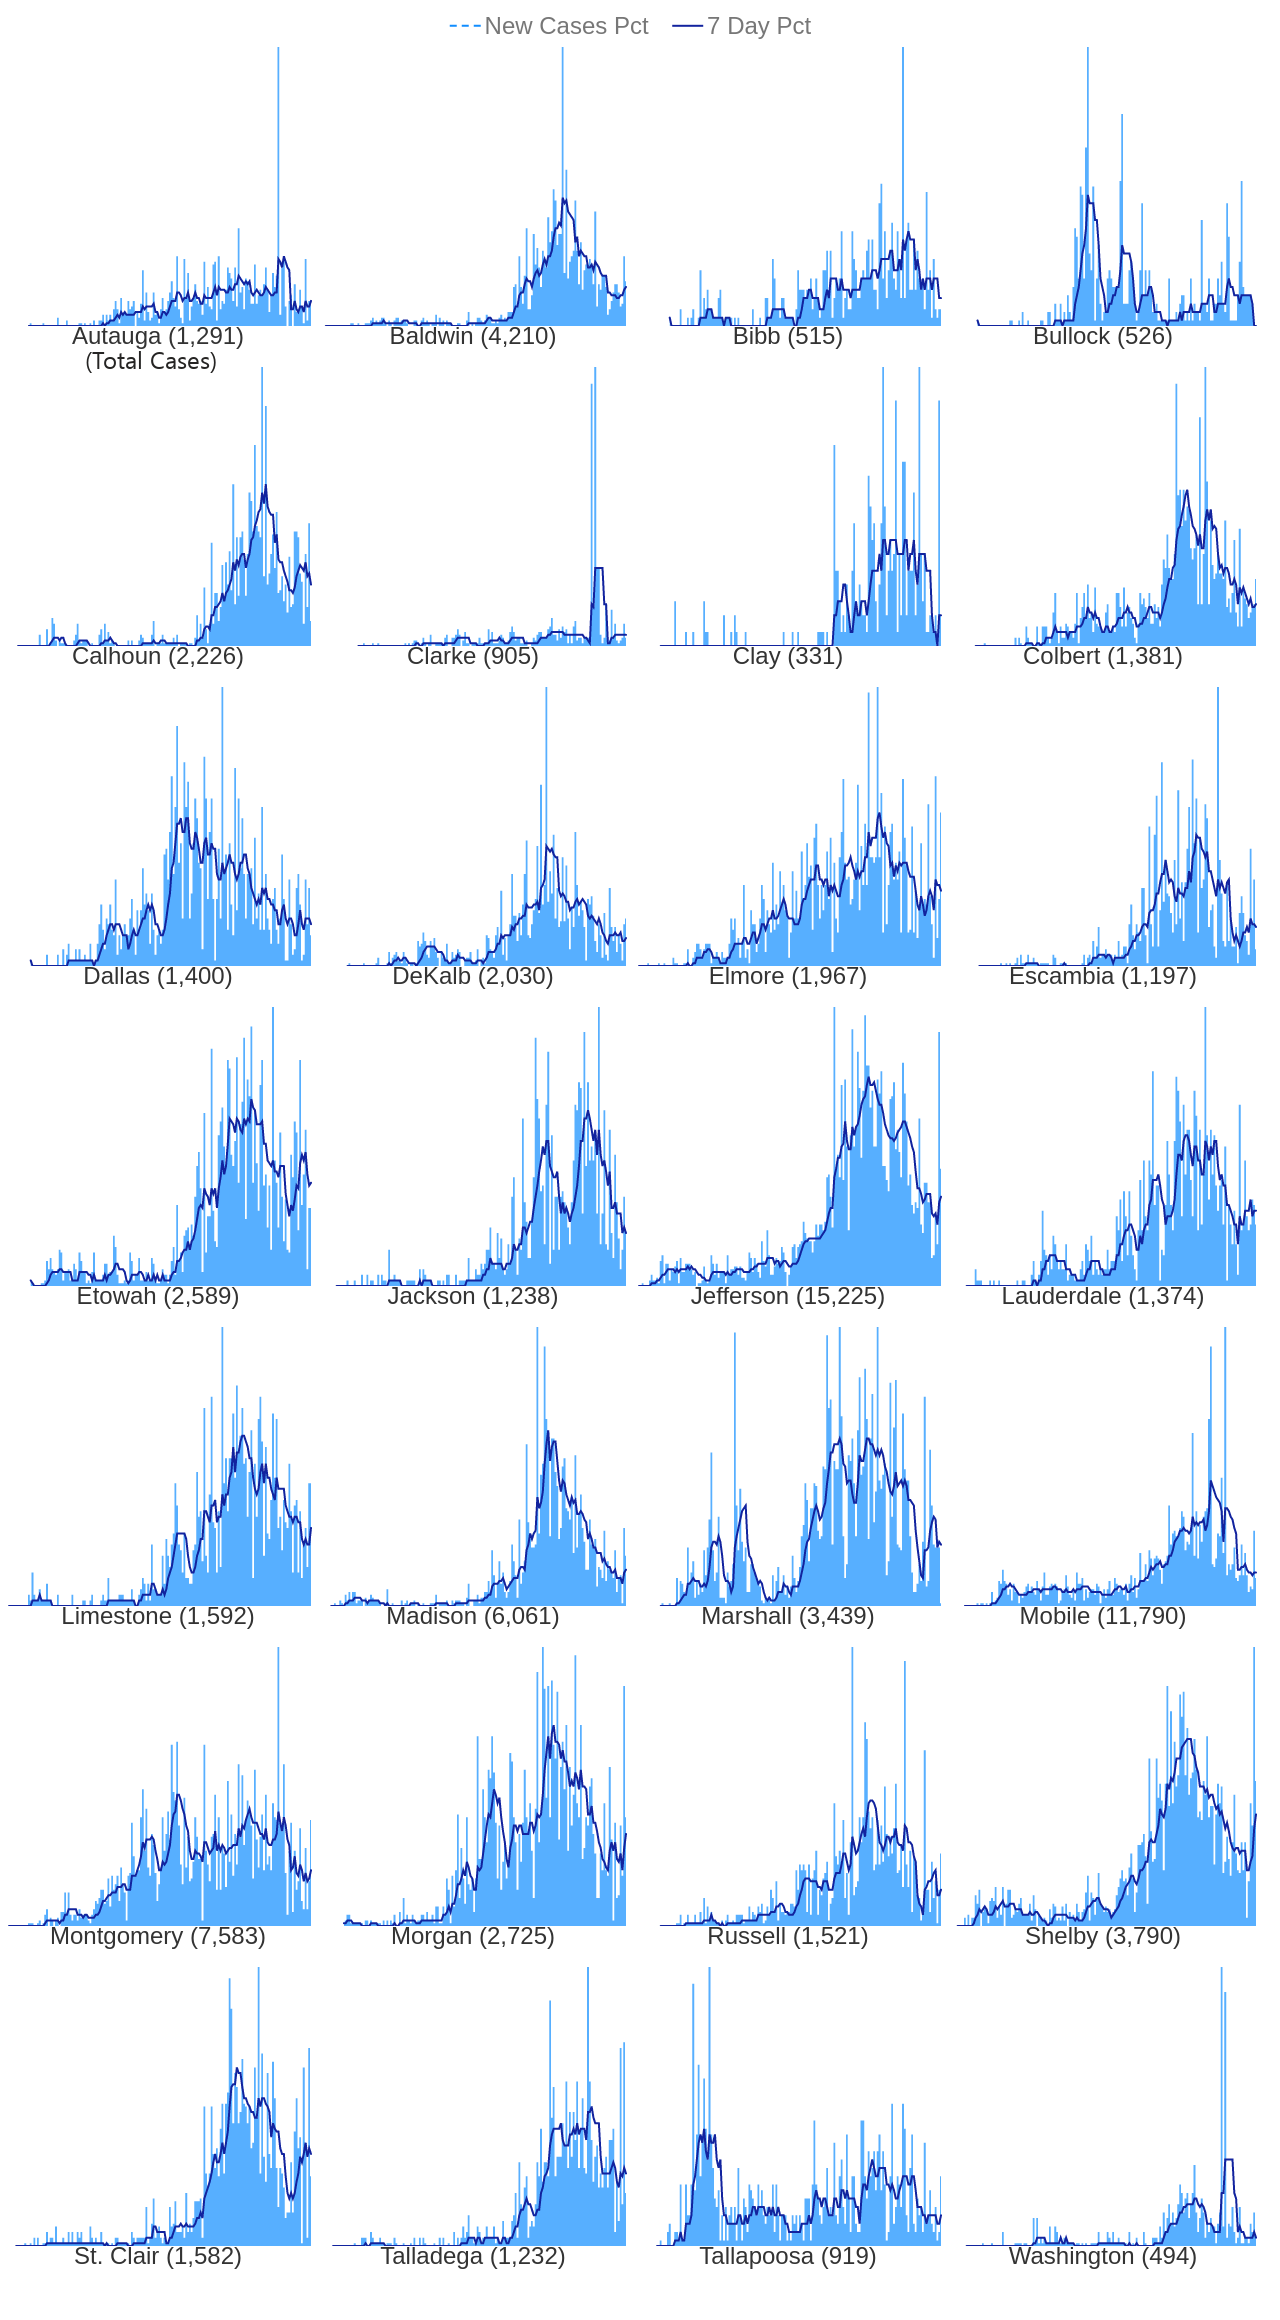 New Cases Pct 7 Day Pct
Autauga (1,291) Baldwin (4,210) Bibb (515) Bullock (526)
(Total Cases)
Calhoun (2,226) Clarke (905) Clay (331) Colbert (1,381)
Dallas (1,400) DeKalb (2,030) Elmore (1,967) Escambia (1,197)
Etowah (2,589) Jackson (1,238) Jefferson (15,225) Lauderdale (1,374)
Limestone (1,592) Madison (6,061) Marshall (3,439) Mobile (11,790)
Montgomery (7,583) Morgan (2,725) Russell (1,521) Shelby (3,790)
St. Clair (1,582) Talladega (1,232) Tallapoosa (919) Washington (494)